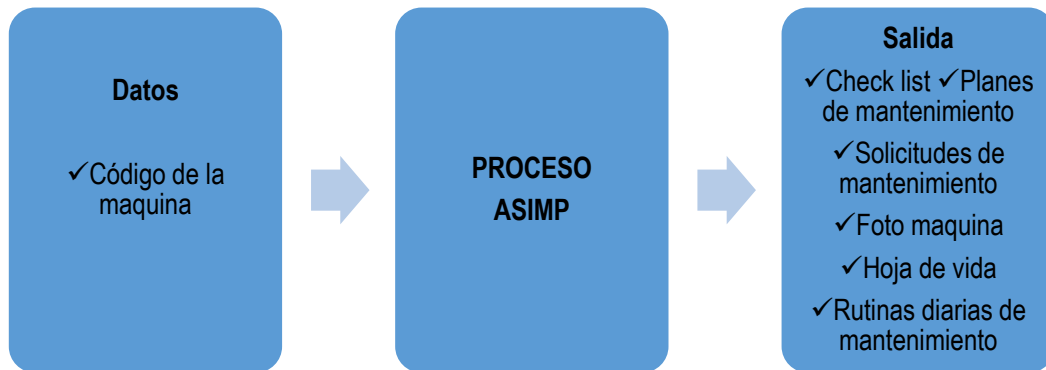 Datos
✓Código de la
maquina
PROCESO
ASIMP
Salida
✓Check list ✓Planes
de mantenimiento
✓Solicitudes de
mantenimiento
✓Foto maquina
✓Hoja de vida
✓Rutinas diarias de
mantenimiento